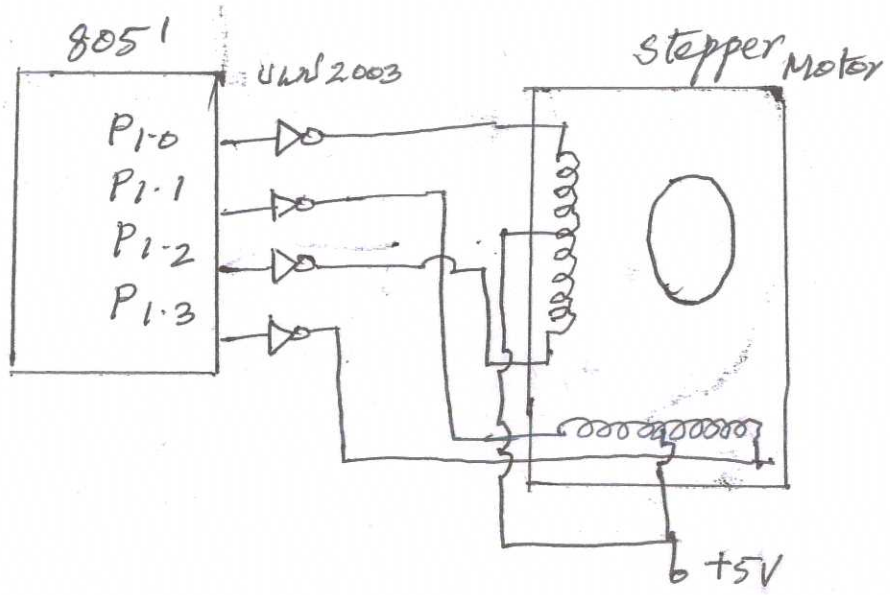 8051
ULN 2003
stepper Motor
P1.0
P1.1
P1.2
P1.3
+5V